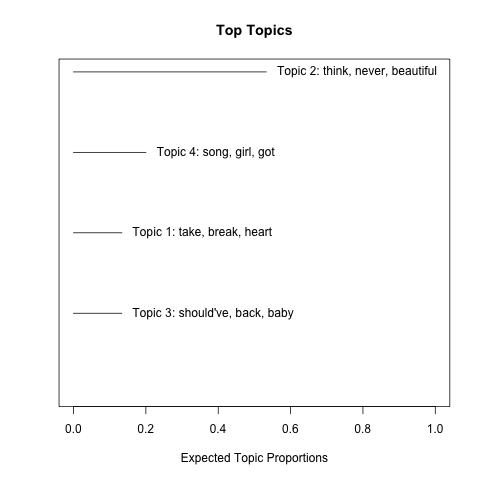 Top Topics
Topic 2: think, never, beautiful
Topic 4: song, girl, got
Topic 1: take, break, heart
Topic 3: should've, back, baby
0.0 0.2 0.4 0.6 0.8 1.0
Expected Topic Proportions